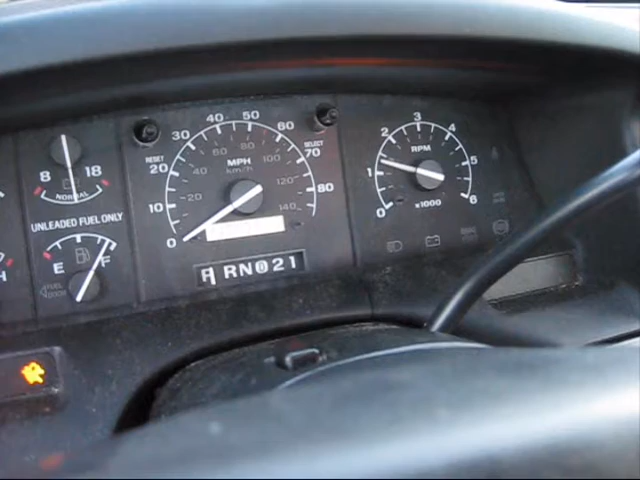 8 18
NORMAL
UNLEADED FUEL ONLY
E F
FUEL
DOOR
H
RESET
SELECT
0 10 20 30 40 50 60 70 80
MPH
km/h
20 40 60 80 100 120 140
PRN D 2 1
0 1 2 3 4 5 6
RPM
x1000